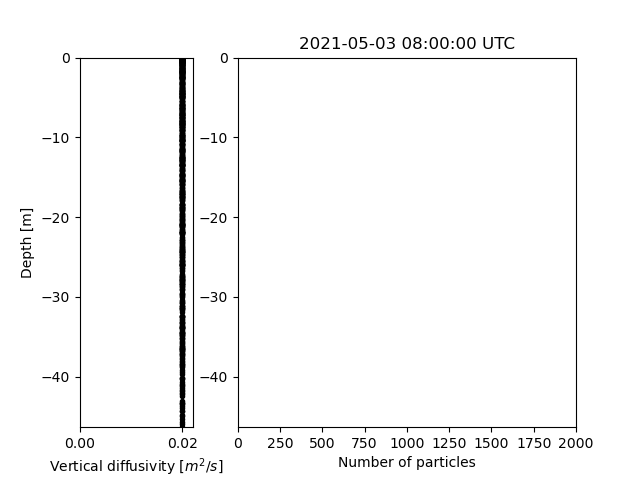 2021-05-03 08:00:00 UTC
0
−10
−20
−30
−40
Depth [m]
0.00 0.02
Vertical diffusivity [m²/s]
0
−10
−20
−30
−40
0 250 500 750 1000 1250 1500 1750 2000
Number of particles